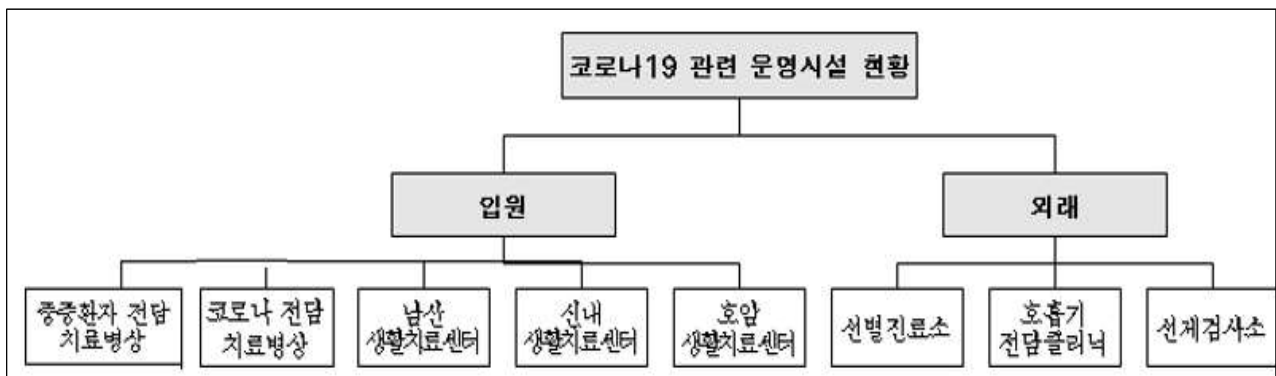 코로나19 관련 운영시설 현황
입원
외래
중증환자 전담
치료병상
코로나 전담
치료병상
남산
생활치료센터
신내
생활치료센터
호암
생활치료센터
선별진료소
호흡기
전담클리닉
선제검사소